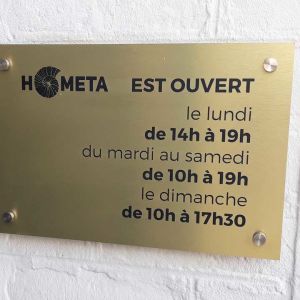 HOMETA EST OUVERT
le lundi
de 14h à 19h
du mardi au samedi
de 10h à 19h
le dimanche
de 10h à 17h30